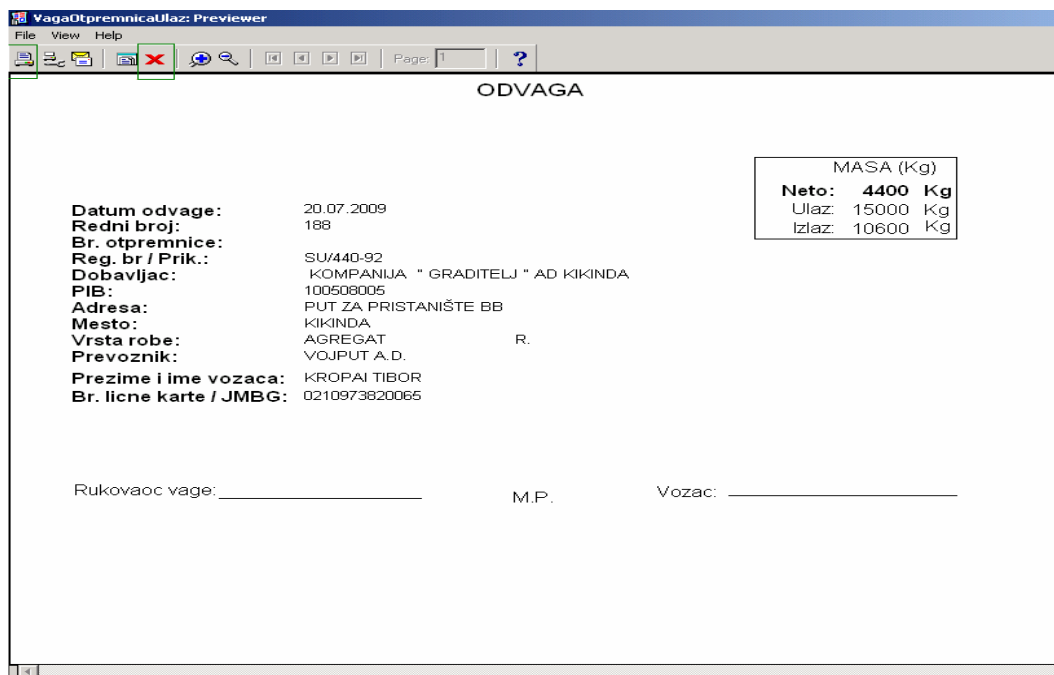 VagaOtpremnicaUlaz: Previewer
File View Help
Page: 1 ?
ODVAGA
MASA (Kg)
Neto: 4400 Kg
Ulaz: 15000 Kg
Izlaz: 10600 Kg
Datum odvage: 20.07.2009
Redni broj: 188
Br. otpremnice:
Reg. br / Prik.: SU/440-92
Dobavljac: KOMPANIJA " GRADITELJ " AD KIKINDA
PIB: 100508005
Adresa: PUT ZA PRISTANIŠTE BB
Mesto: KIKINDA
Vrsta robe: AGREGAT R.
Prevoznik: VOJPUT A.D.
Prezime i ime vozaca: KROPAI TIBOR
Br. licne karte / JMBG: 0210973820065
Rukovaoc vage: M.P. Vozac: